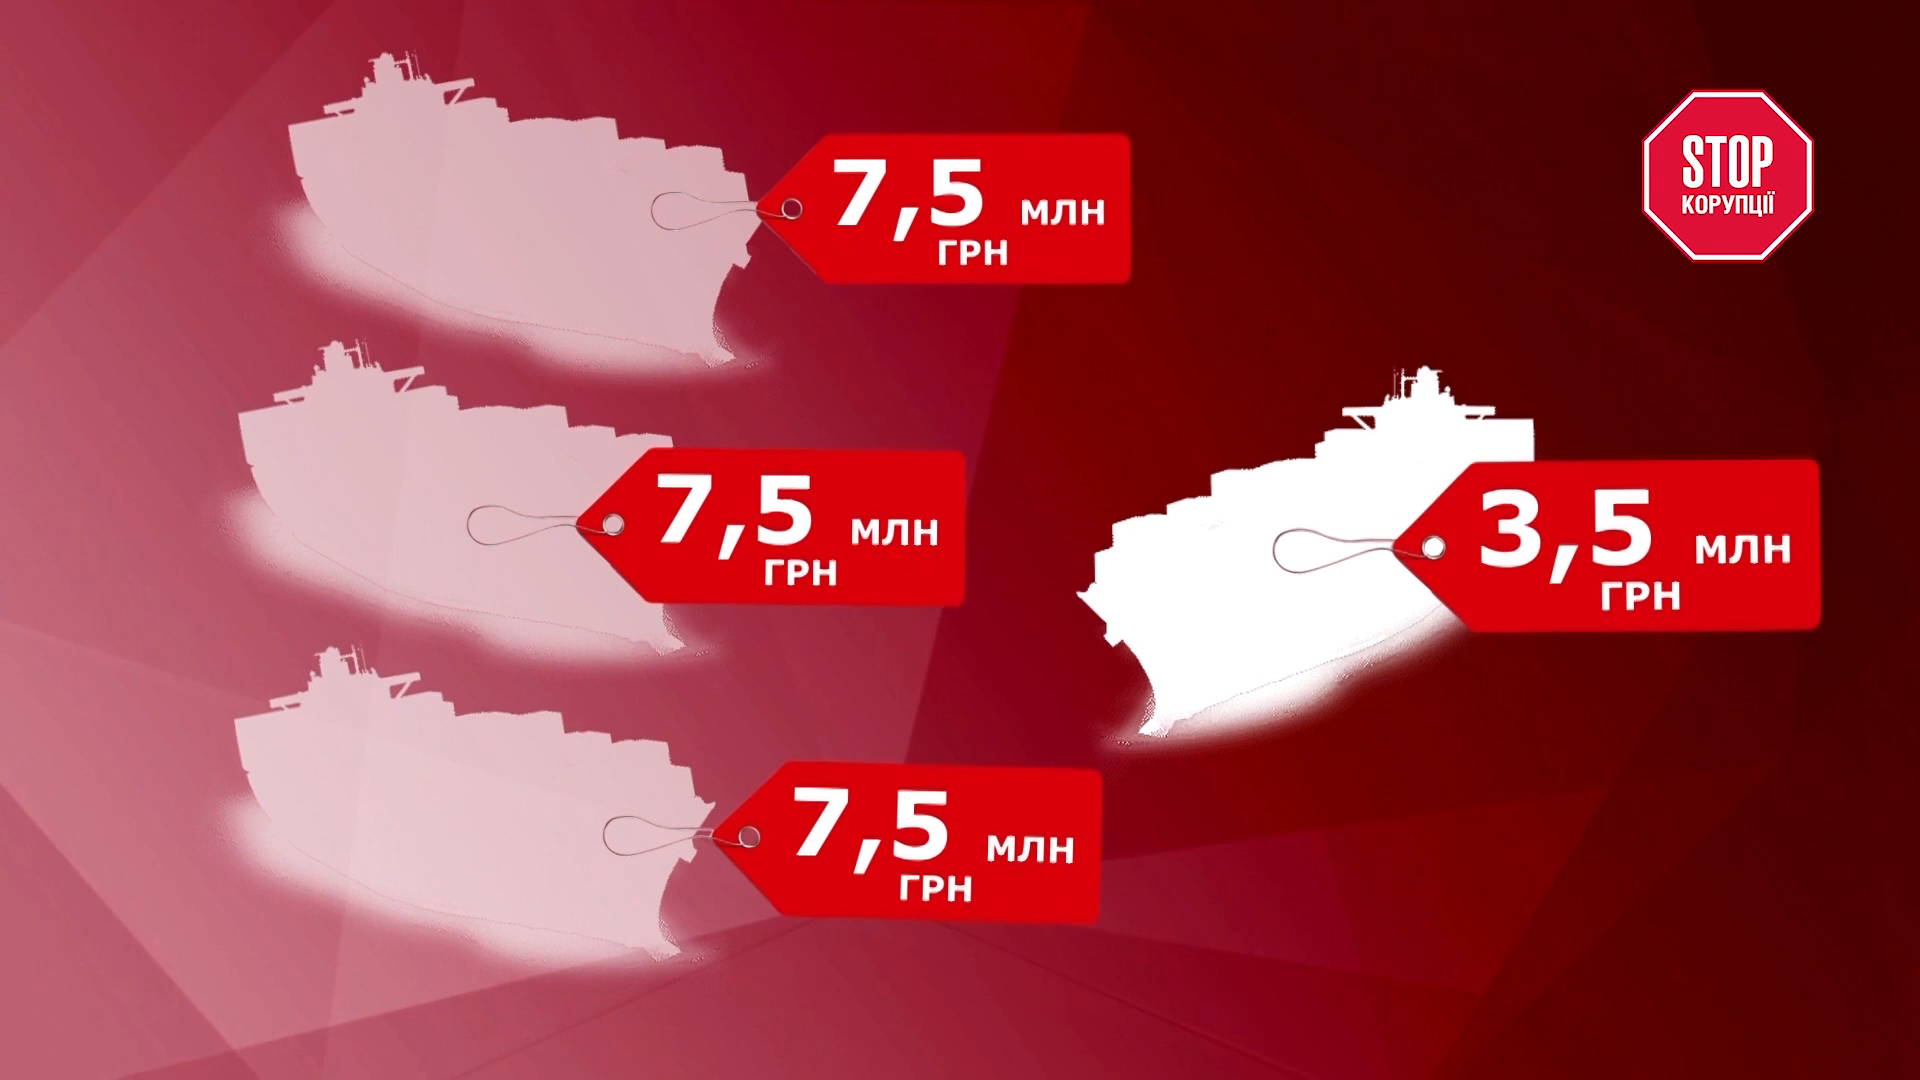 7,5 млн
грн
STOP
КОРУПЦІЇ
7,5 млн
грн
3,5 млн
грн
7,5 млн
грн